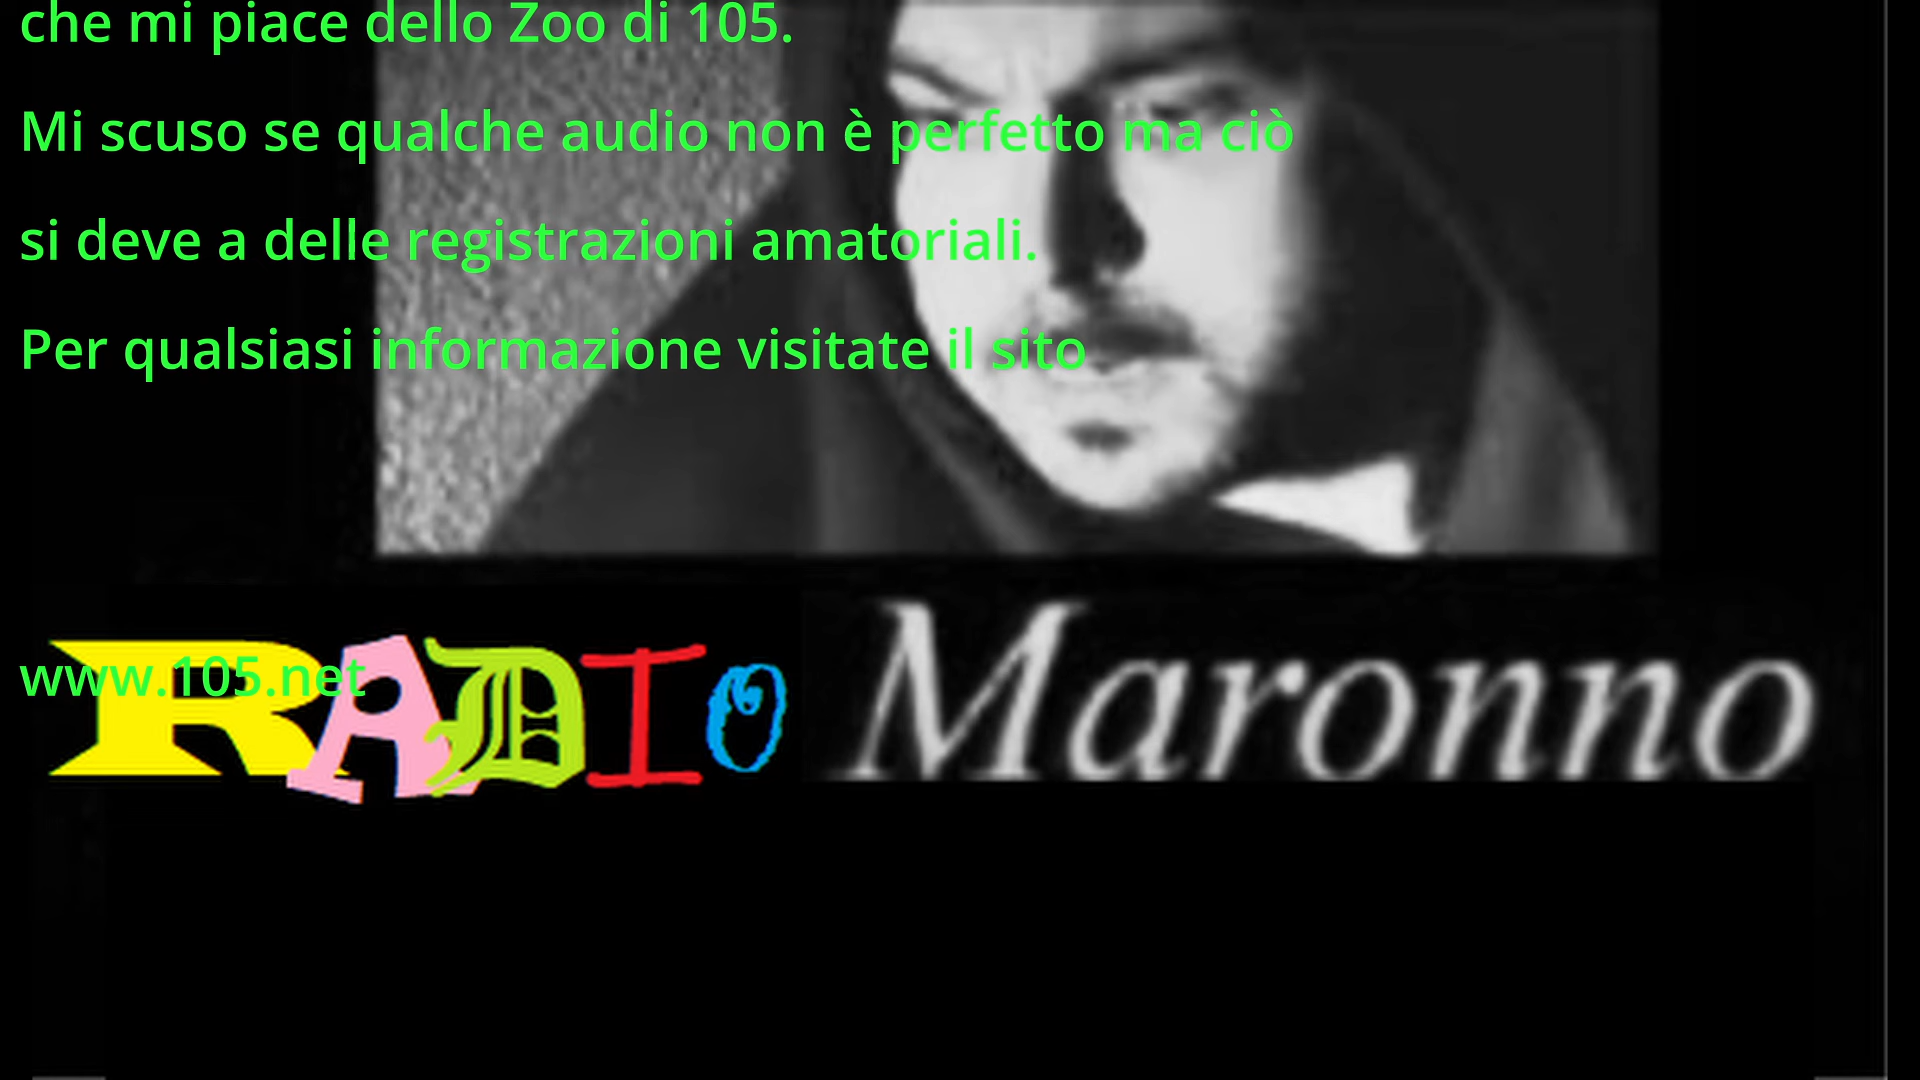 che mi piace dello Zoo di 105.
Mi scuso se qualche audio non è perfetto ma ciò
si deve a delle registrazioni amatoriali.
Per qualsiasi informazione visitate il sito
www.105.net
RADIO Maronno